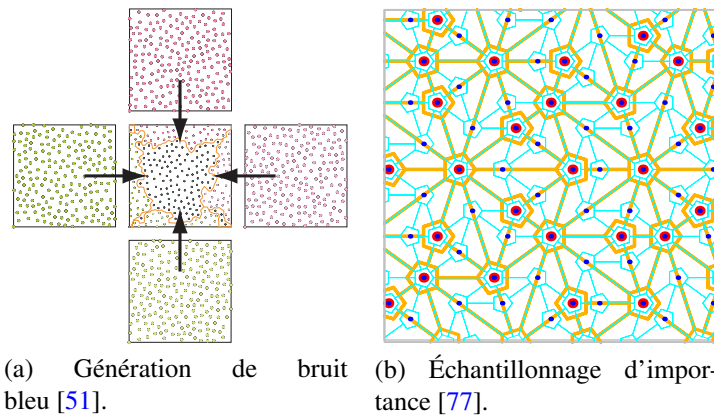 (a) Génération de bruit
bleu [51].
(b) Échantillonnage d'impor-
tance [77].